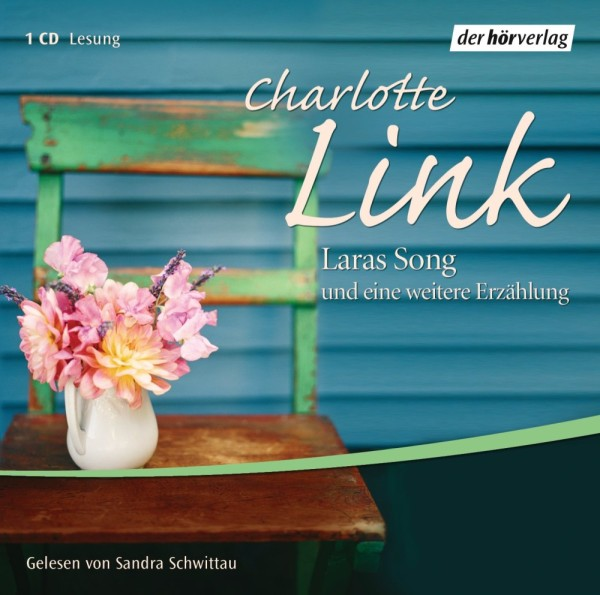 1 CD Lesung
der hörverlag
Charlotte
Link
Laras Song
und eine weitere Erzählung
Gelesen von Sandra Schwittau